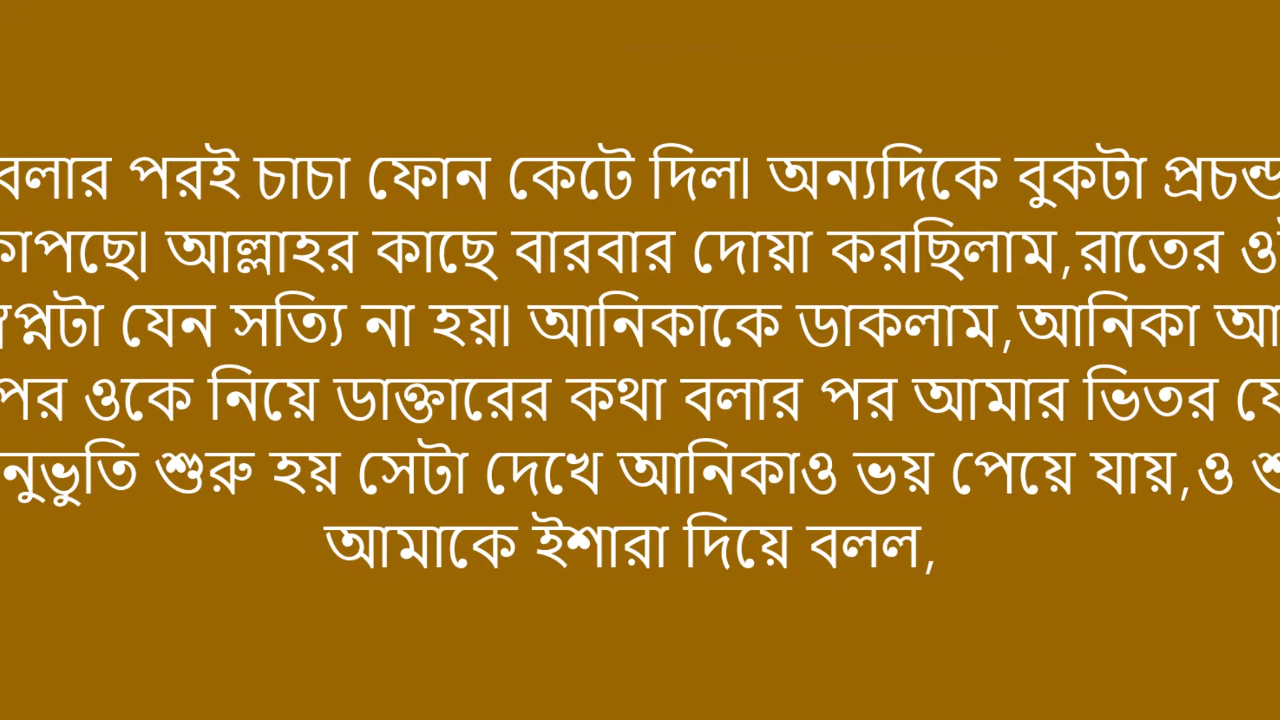 বলার পরই চাচা ফোন কেটে দিল৷ অন্যদিকে বুকটা প্রচন্ড
কাপছে৷ আল্লাহর কাছে বারবার দোয়া করছিলাম,রাতের
স্বপ্নটা যেন সত্যি না হয়৷ আনিকাকে ডাকলাম,আনিকা
পর ওকে নিয়ে ডাক্তারের কথা বলার পর আমার ভিতর
নুভুতি শুরু হয় সেটা দেখে আনিকাও ভয় পেয়ে যায়,ও
আমাকে ইশারা দিয়ে বলল,